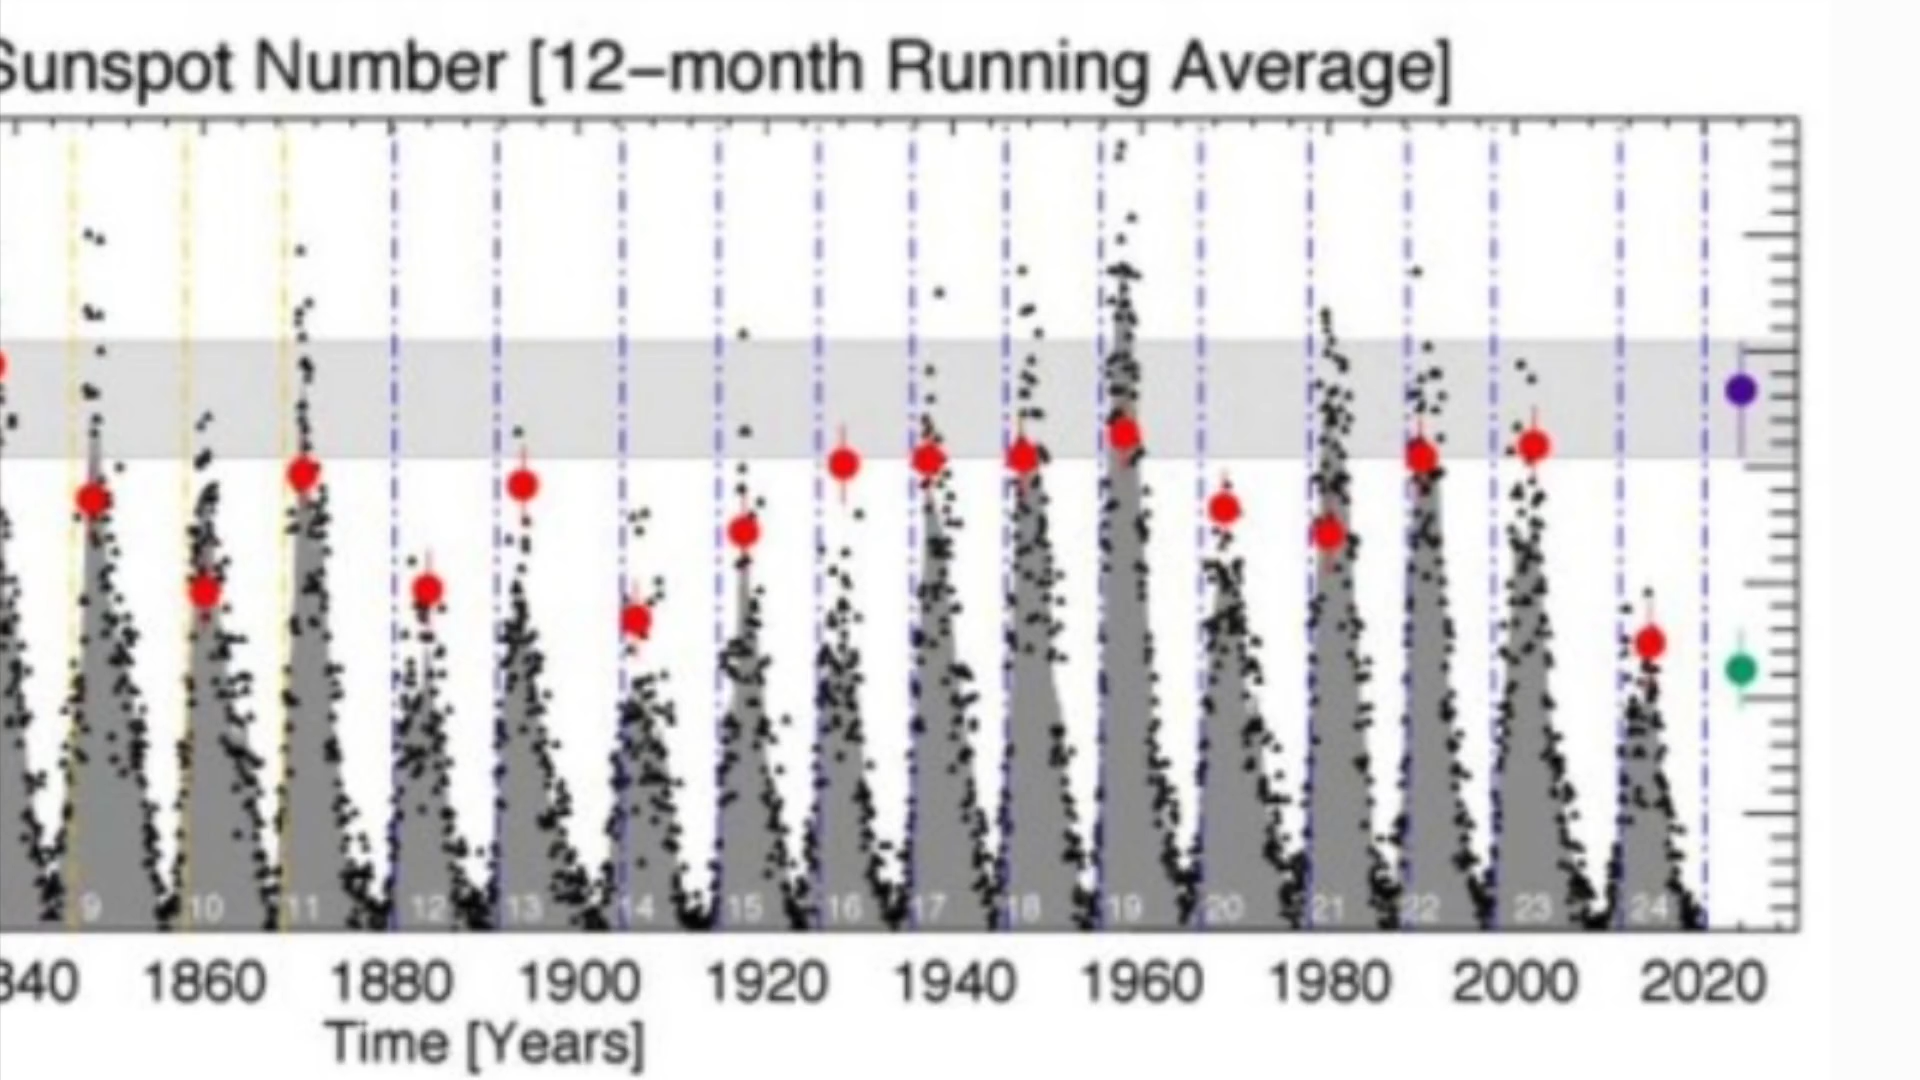 Sunspot Number [12-month Running Average]
9 10 11 12 13 14 15 16 17 18 19 20 21 22 23 24
840 1860 1880 1900 1920 1940 1960 1980 2000 2020
Time [Years]